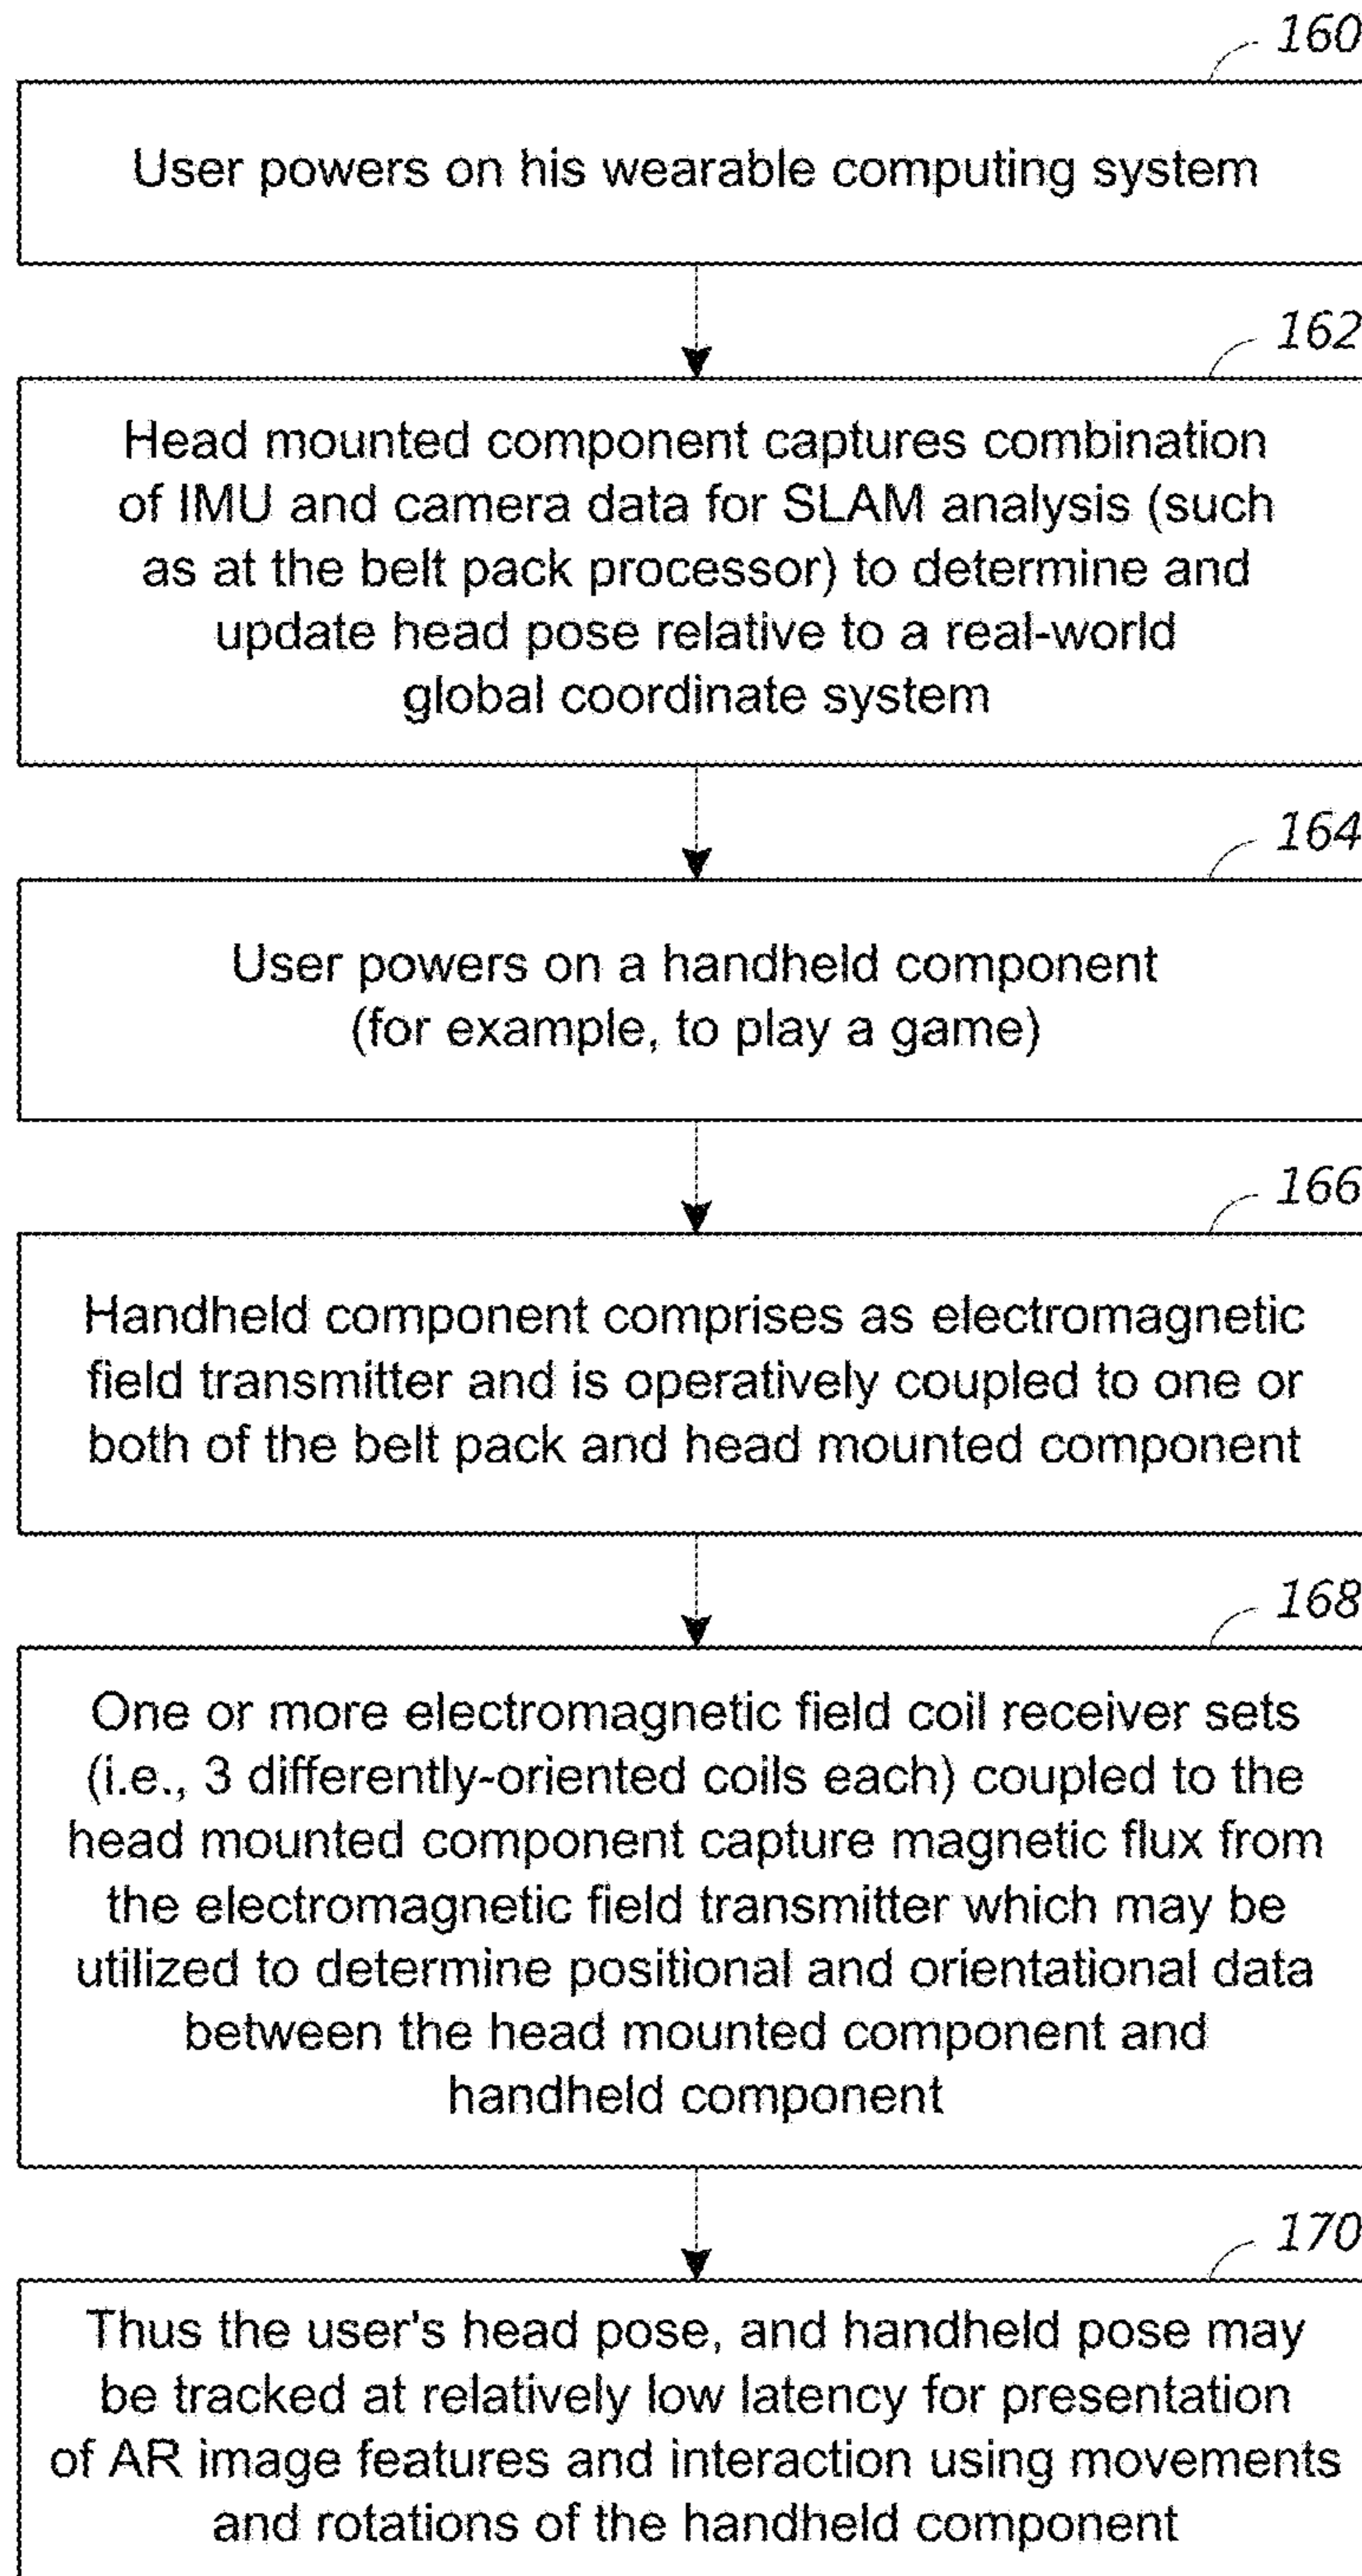 160
User powers on his wearable computing system
162
Head mounted component captures combination
of IMU and camera data for SLAM analysis (such
as at the belt pack processor) to determine and
update head pose relative to a real-world
global coordinate system
164
User powers on a handheld component
(for example, to play a game)
166
Handheld component comprises as electromagnetic
field transmitter and is operatively coupled to one or
both of the belt pack and head mounted component
168
One or more electromagnetic field coil receiver sets
(i.e., 3 differently-oriented coils each) coupled to the
head mounted component capture magnetic flux from
the electromagnetic field transmitter which may be
utilized to determine positional and orientational data
between the head mounted component and
handheld component
170
Thus the user's head pose, and handheld pose may
be tracked at relatively low latency for presentation
of AR image features and interaction using movements
and rotations of the handheld component